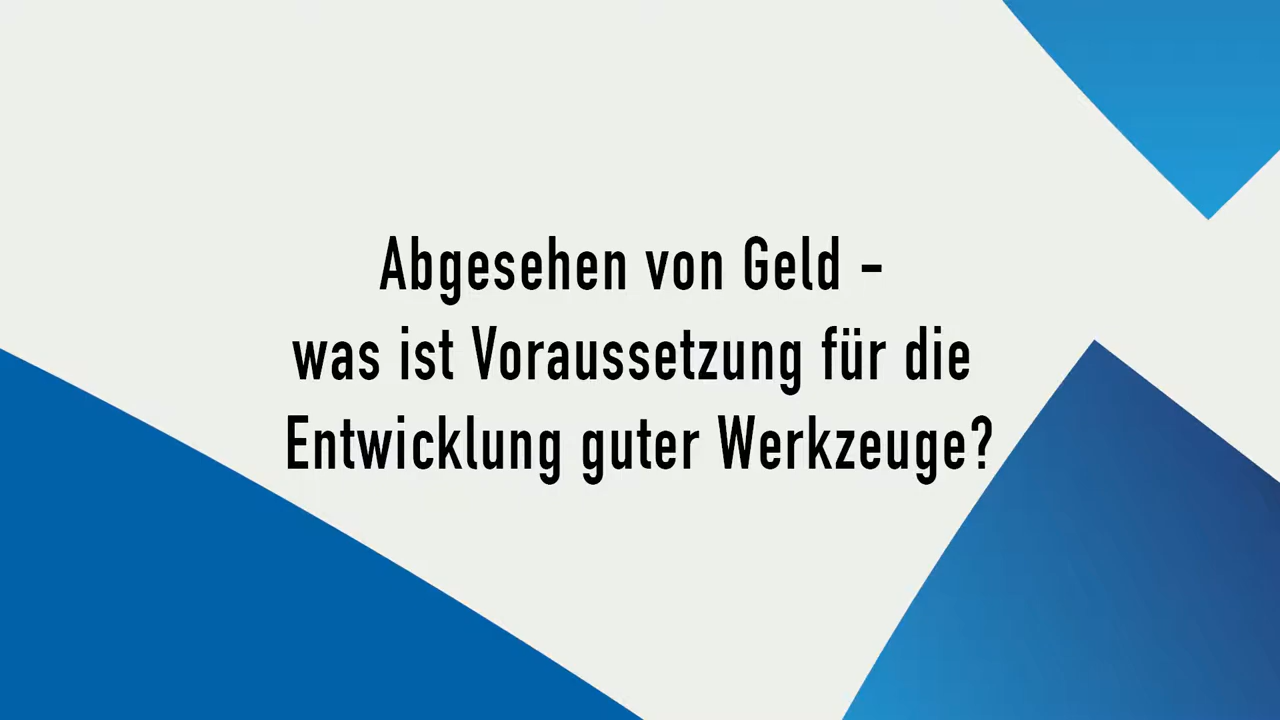 Abgesehen von Geld -
was ist Voraussetzung für die
Entwicklung guter Werkzeuge?